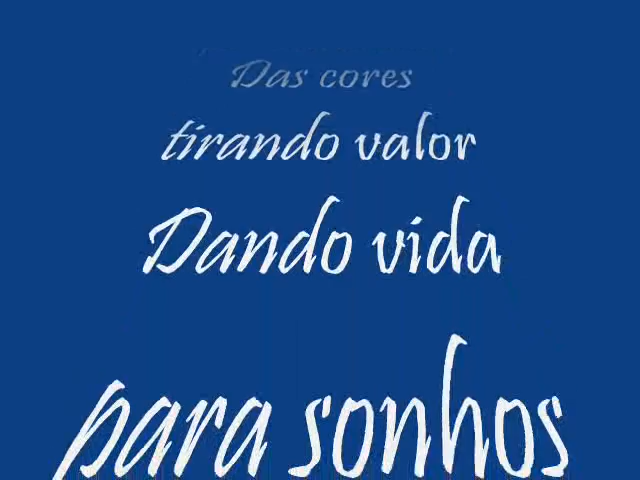 Das cores
tirando valor
Dando vida
para sonhos